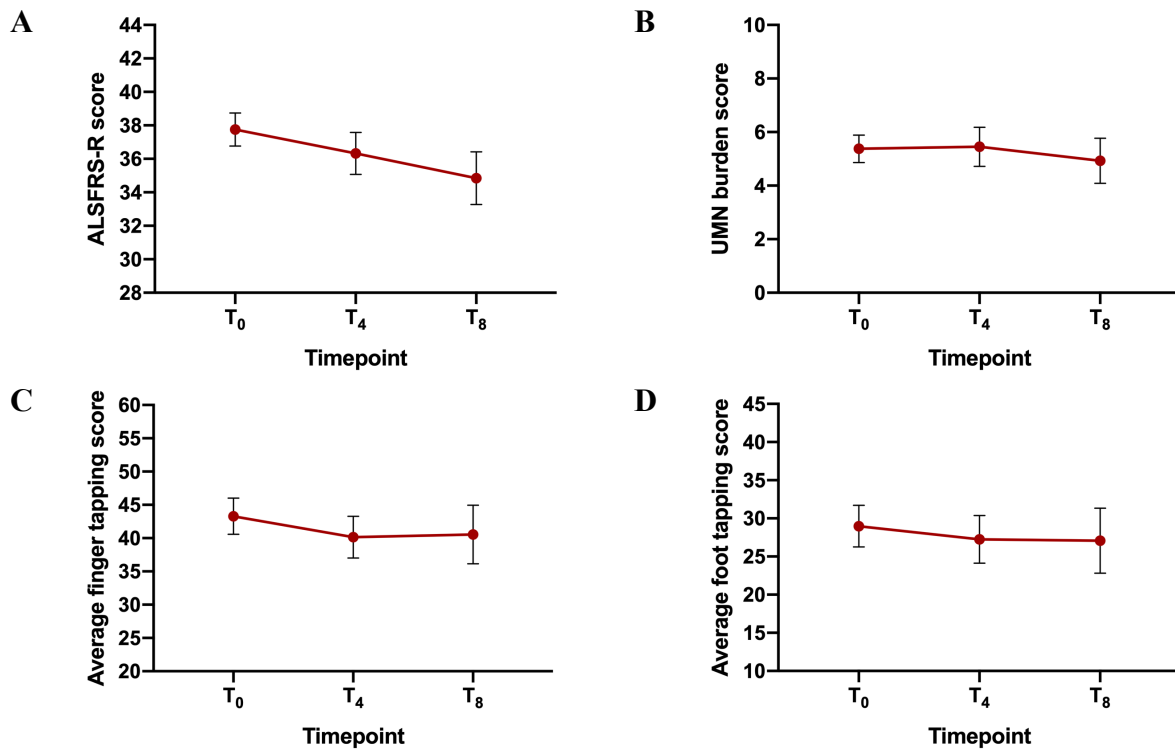 A
ALSFRS-R score
44
42
40
38
36
34
32
30
28
T0
T4
T8
Timepoint
B
UMN burden score
10
8
6
4
2
0
T0
T4
T8
Timepoint
C
Average finger tapping score
60
55
50
45
40
35
30
25
20
T0
T4
T8
Timepoint
D
Average foot tapping score
45
40
35
30
25
20
15
10
T0
T4
T8
Timepoint